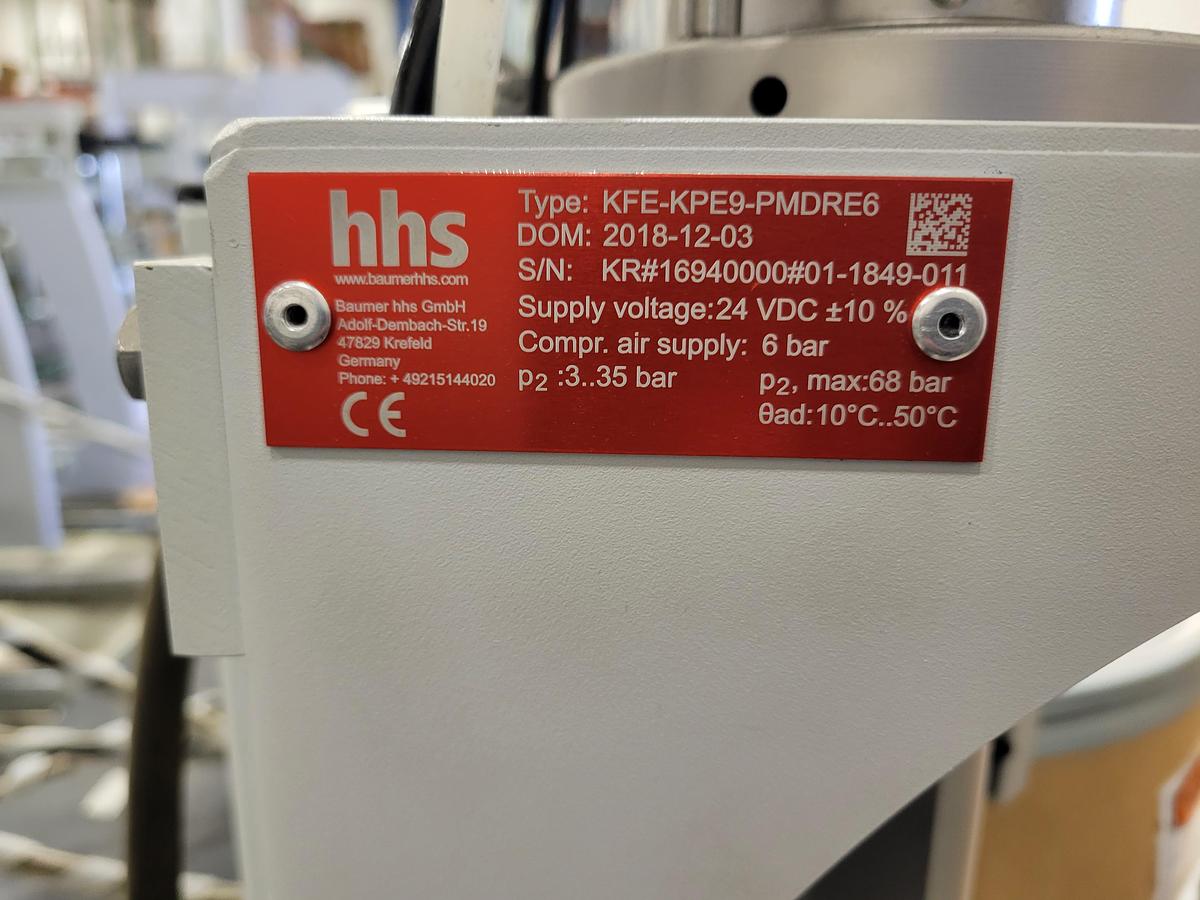 hhs
www.baumerhhs.com
Baumer hhs GmbH
Adolf-Dembach-Str.19
47829 Krefeld
Germany
Phone: + 49215144020
CE
Type: KFE-KPE9-PMDRE6
DOM: 2018-12-03
S/N: KR#16940000#01-1849-011
Supply voltage:24 VDC ±10 %
Compr. air supply: 6 bar
p₂ :3..35 bar p₂, max:68 bar
θad:10°C..50°C